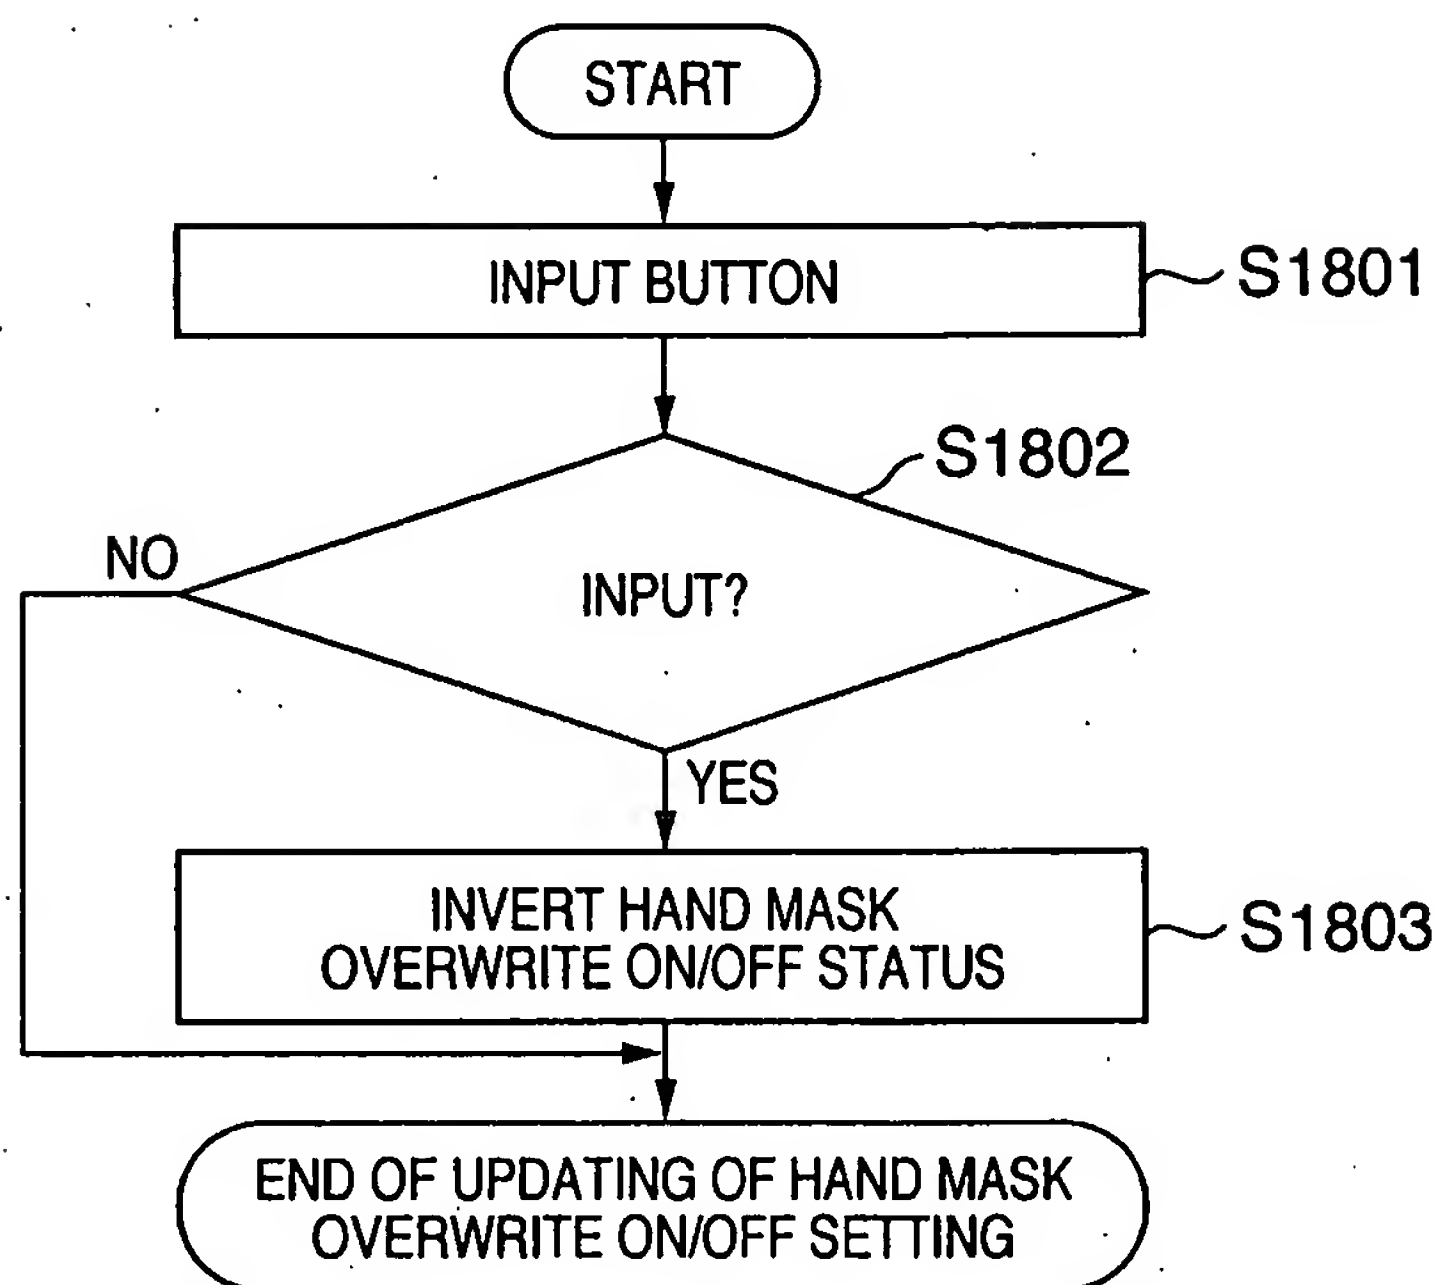 START
INPUT BUTTON
S1801
S1802
NO
INPUT?
YES
INVERT HAND MASK
OVERWRITE ON/OFF STATUS
S1803
END OF UPDATING OF HAND MASK
OVERWRITE ON/OFF SETTING